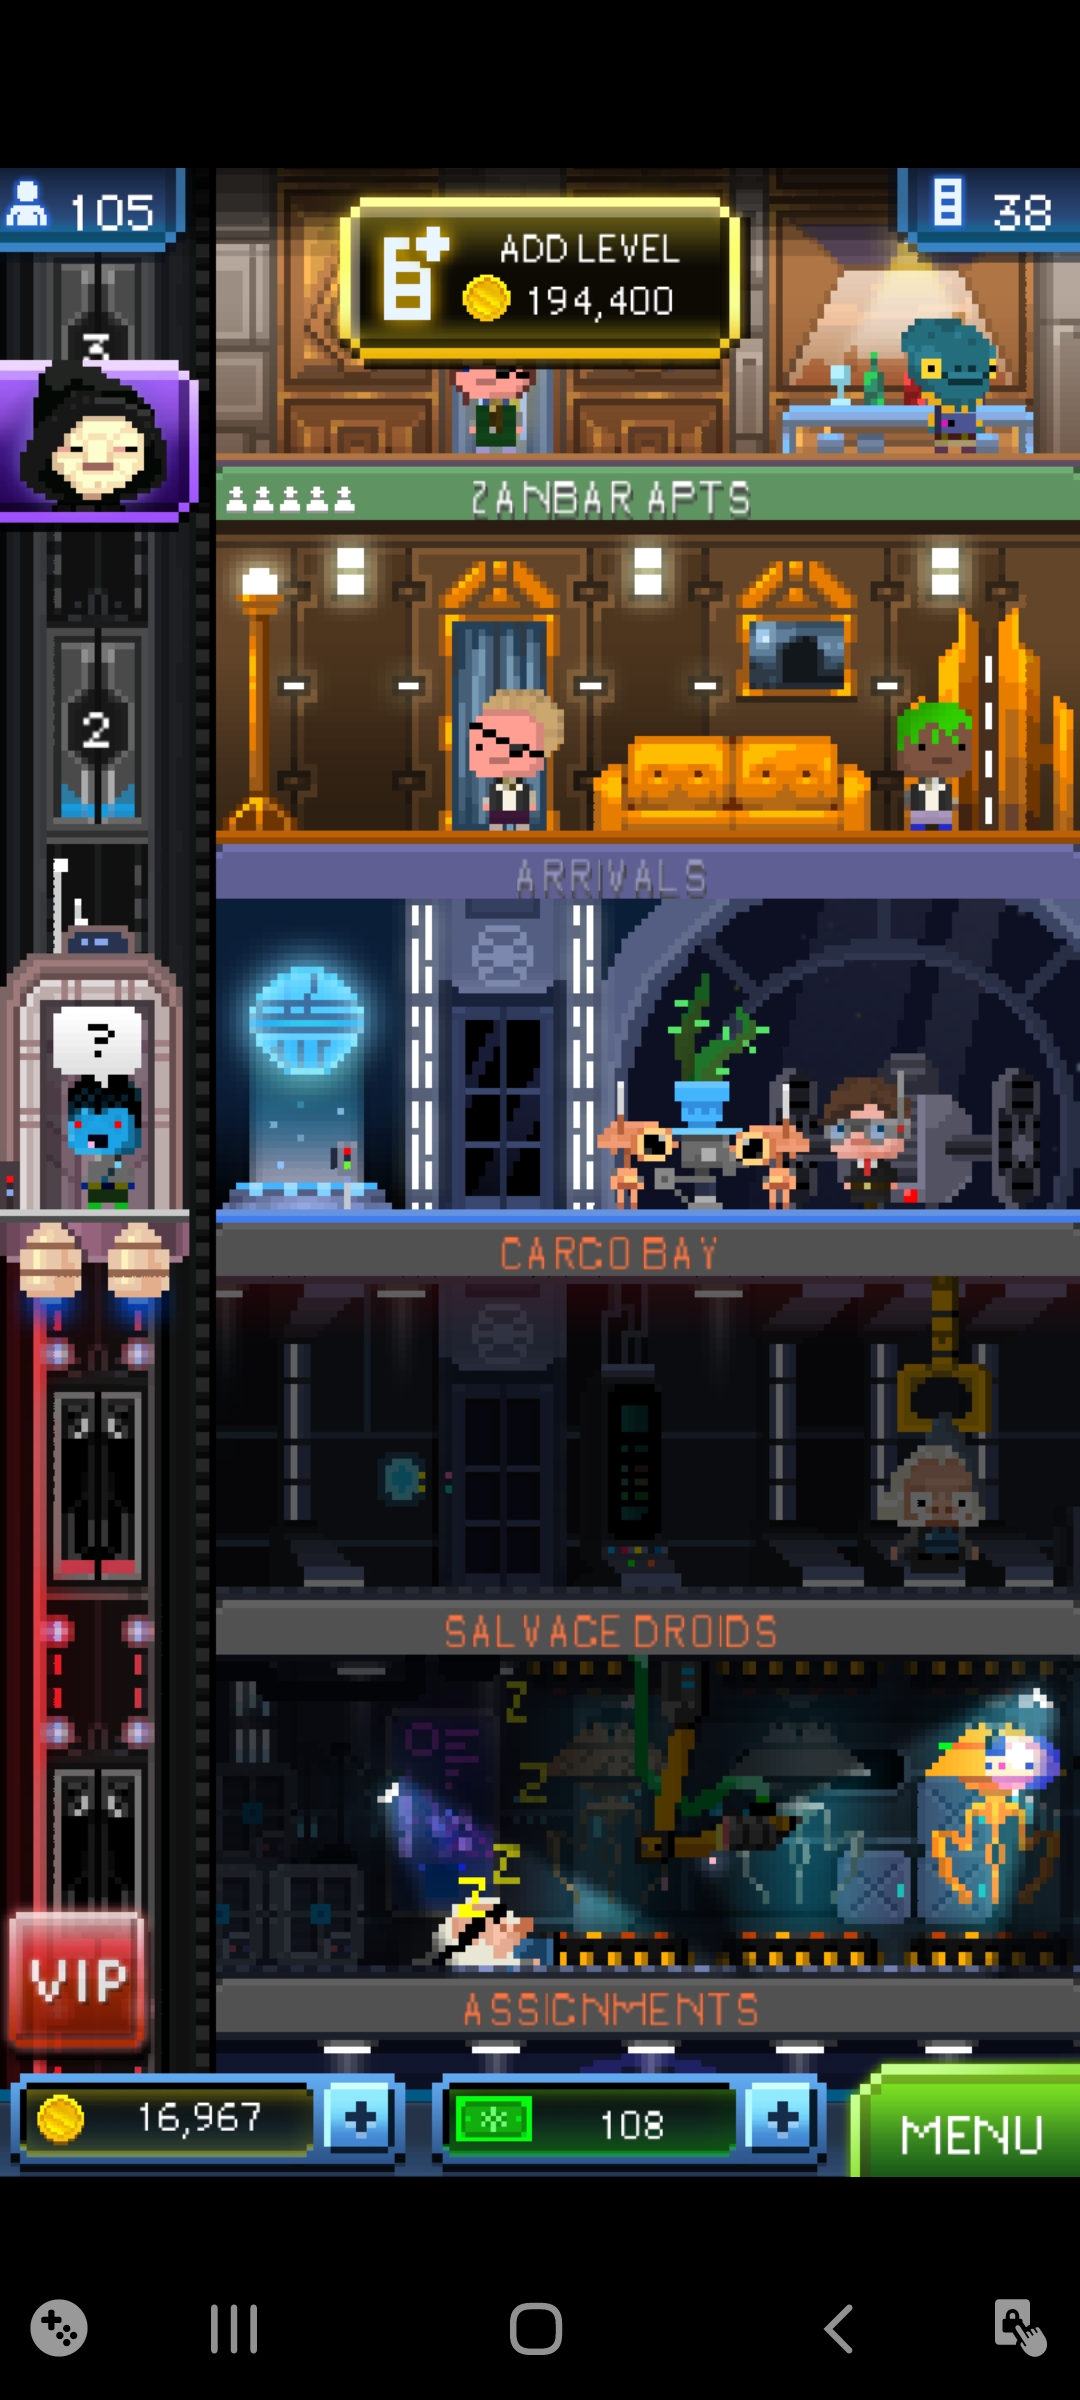 105
38
ADD LEVEL
194,400
3
ZANBAR APTS
2
ARRIVALS
?
CARGO BAY
SALVAGE DROIDS
Z
Z
Z
Z
VIP
ASSIGNMENTS
16,967
+
108
+
MENU